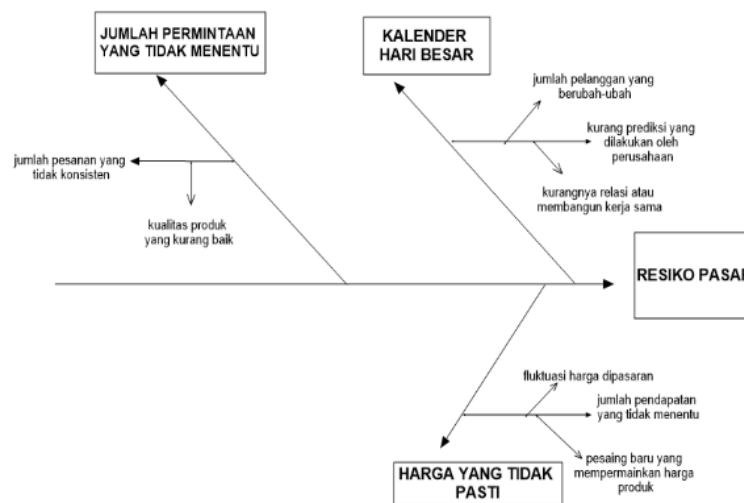 JUMLAH PERMINTAAN
YANG TIDAK MENENTU
KALENDER
HARI BESAR
jumlah pelanggan yang
berubah-ubah
kurang prediksi yang
dilakukan oleh
perusahaan
kurangnya relasi atau
membangun kerja sama
jumlah pesanan yang
tidak konsisten
kualitas produk
yang kurang baik
RESIKO PASAR
fluktuasi harga dipasaran
jumlah pendapatan
yang tidak menentu
pesaing baru yang
mempermainkan harga
produk
HARGA YANG TIDAK
PASTI